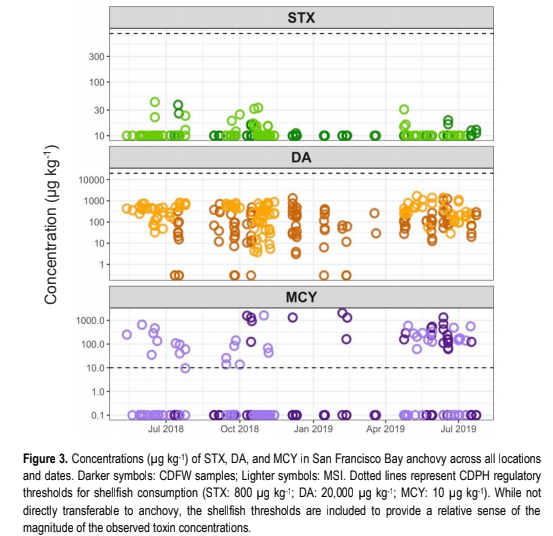 STX
300
100
30
10
DA
10000
1000
100
10
1
MCY
1000.0
100.0
10.0
1.0
0.1
Concentration (µg kg-1)
Jul 2018 Oct 2018 Jan 2019 Apr 2019 Jul 2019
Figure 3. Concentrations (µg kg-1) of STX, DA, and MCY in San Francisco Bay anchovy across all locations
and dates. Darker symbols: CDFW samples; Lighter symbols: MSI. Dotted lines represent CDPH regulatory
thresholds for shellfish consumption (STX: 800 µg kg-1; DA: 20,000 µg kg-1; MCY: 10 µg kg-1). While not
directly transferable to anchovy, the shellfish thresholds are included to provide a relative sense of the
magnitude of the observed toxin concentrations.